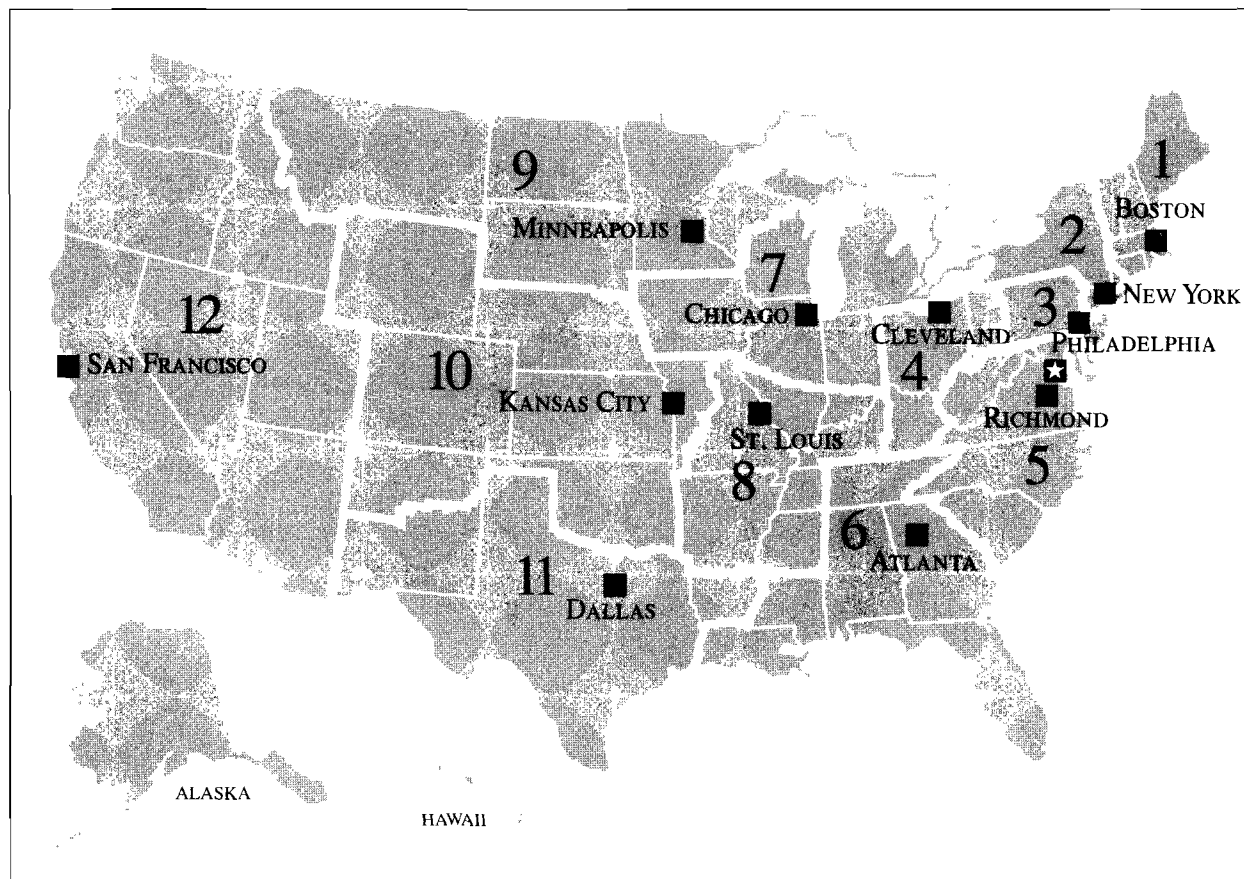 1
BOSTON
9
2
MINNEAPOLIS
7
3
NEW YORK
12
CHICAGO
CLEVELAND
PHILADELPHIA
SAN FRANCISCO
10
4
KANSAS CITY
RICHMOND
ST. LOUIS
5
8
6
ATLANTA
11
DALLAS
ALASKA
HAWAII